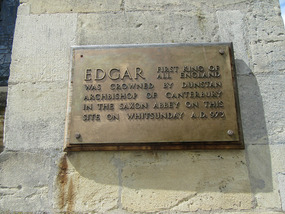 EDGAR FIRST KING OF ALL ENGLAND
WAS CROWNED BY DUNSTAN
ARCHBISHOP OF CANTERBURY
IN THE SAXON ABBEY ON THIS
SITE ON WHITSUNDAY A.D. 973